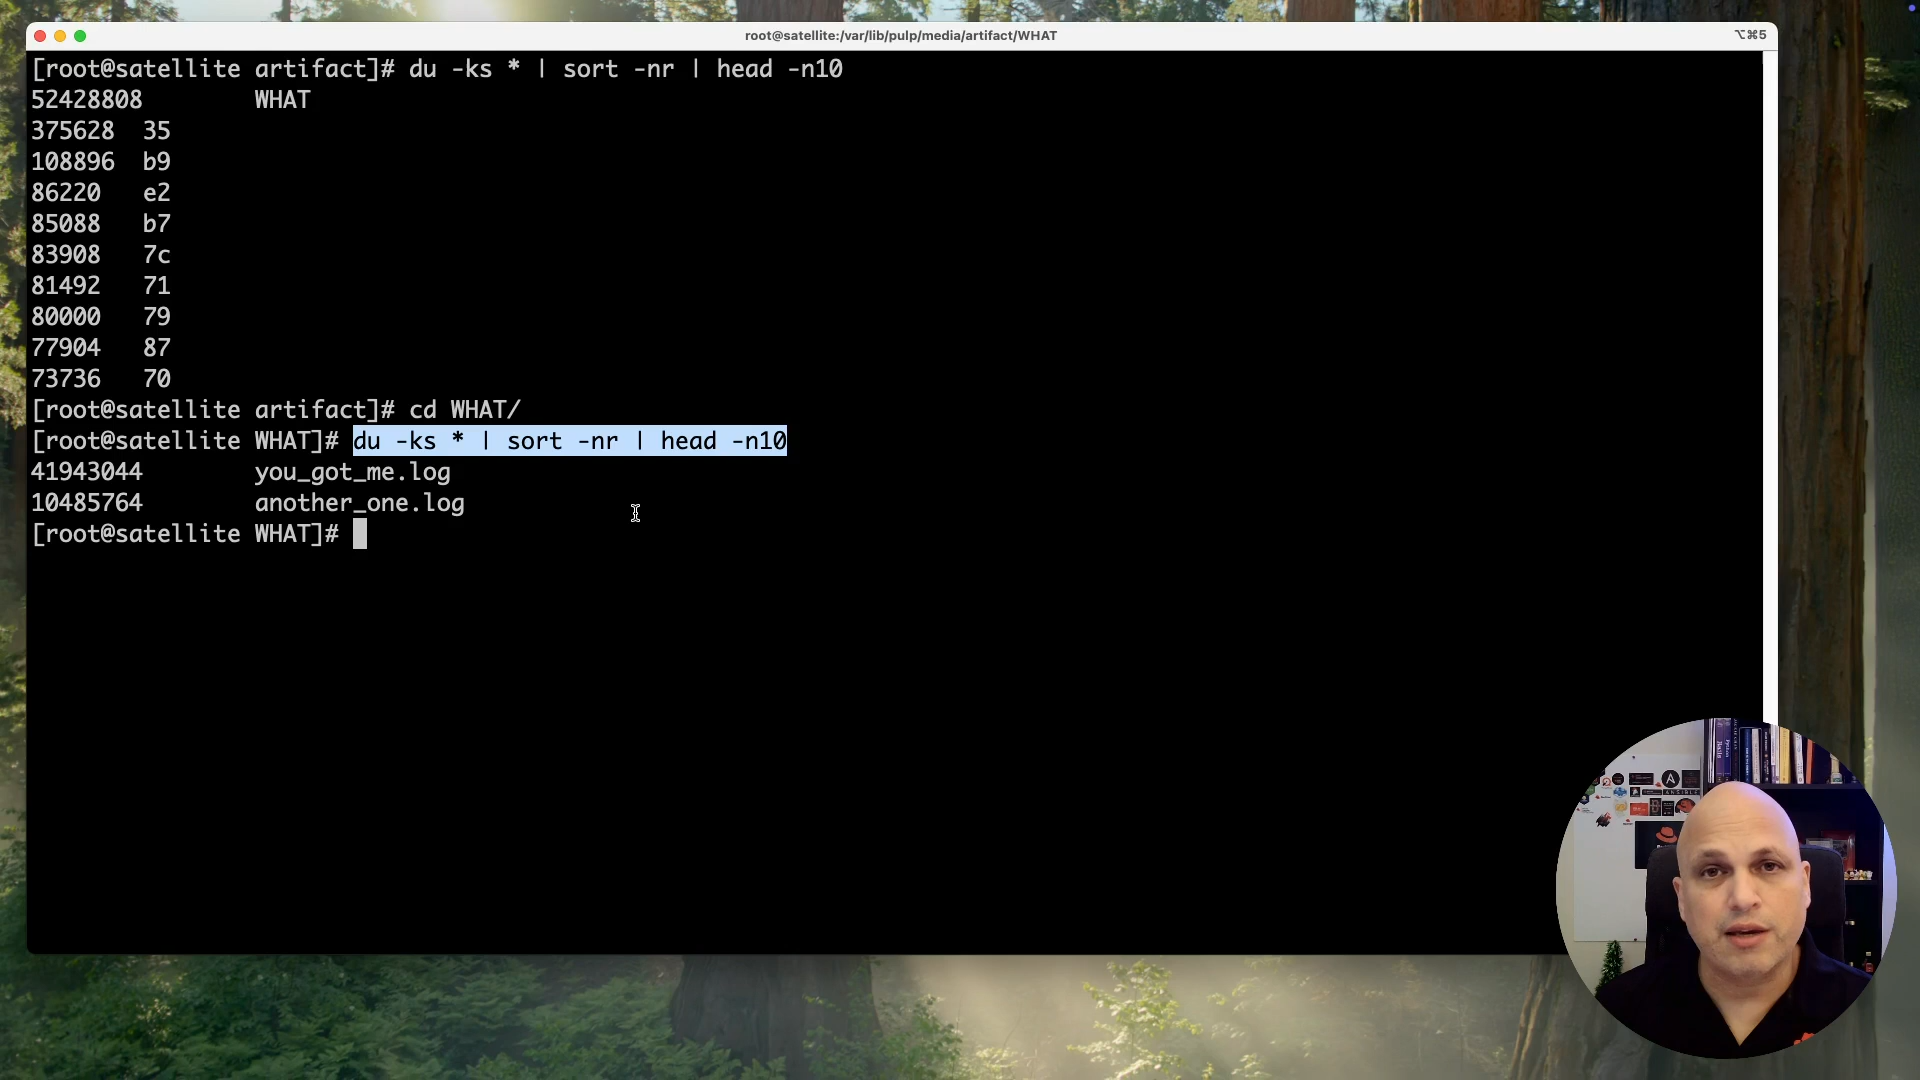 root@satellite:/var/lib/pulp/media/artifact/WHAT
⌥⌘5
[root@satellite artifact]# du -ks * | sort -nr | head -n10
52428808        WHAT
375628  35
108896  b9
86220   e2
85088   b7
83908   7c
81492   71
80000   79
77904   87
73736   70
[root@satellite artifact]# cd WHAT/
[root@satellite WHAT]# du -ks * | sort -nr | head -n10
41943044        you_got_me.log
10485764        another_one.log
[root@satellite WHAT]#
A
ANSIBLE